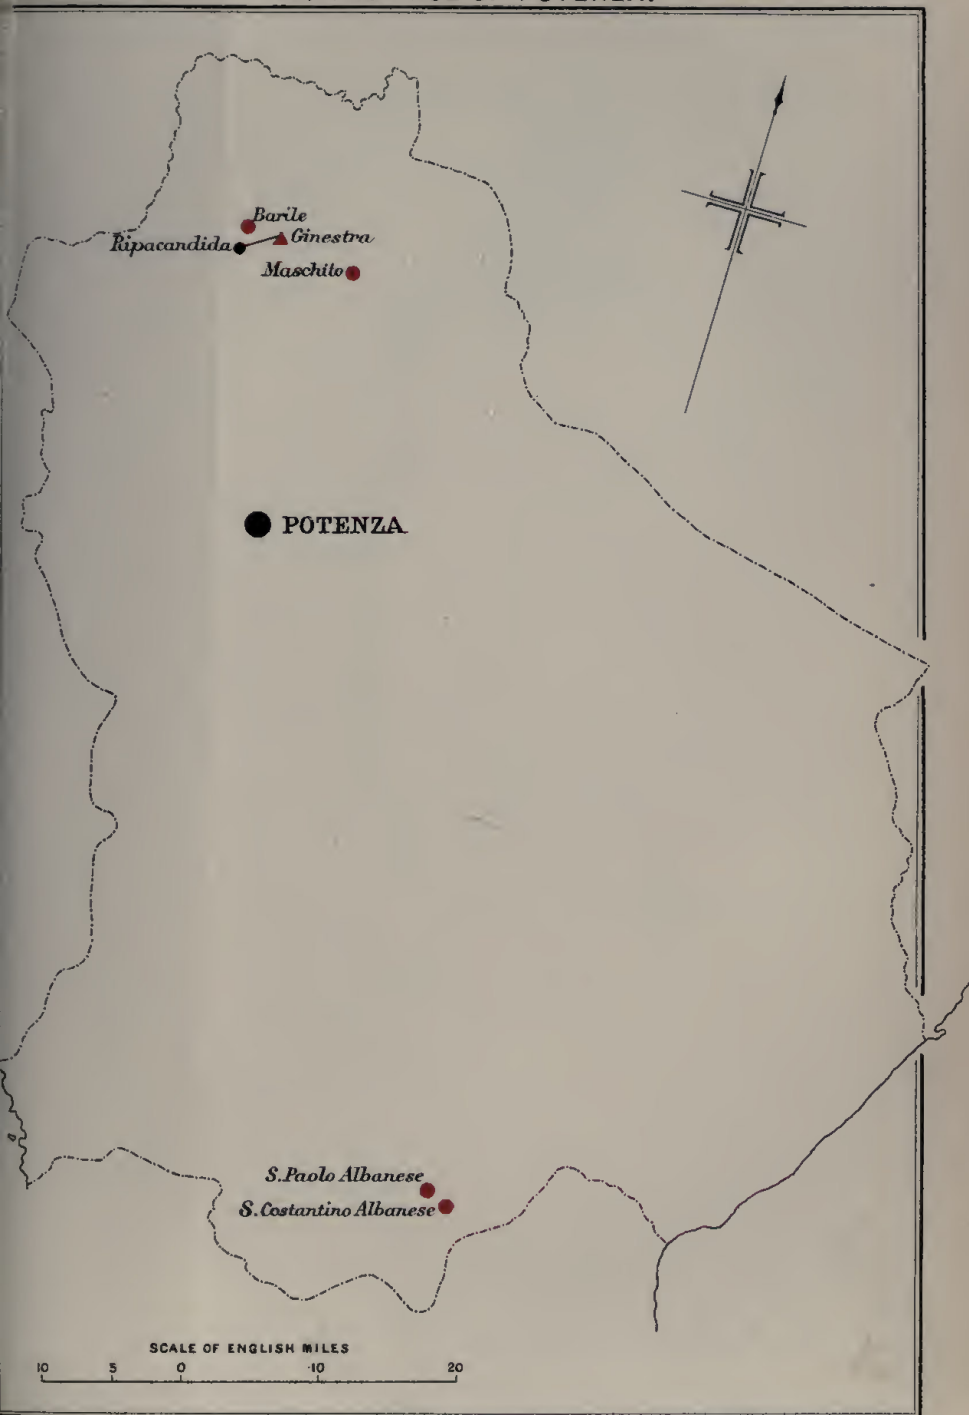 Barile
Ripacandida
Ginestra
Maschito
POTENZA
S. Paolo Albanese
S. Costantino Albanese
SCALE OF ENGLISH MILES
10 5 0 10 20